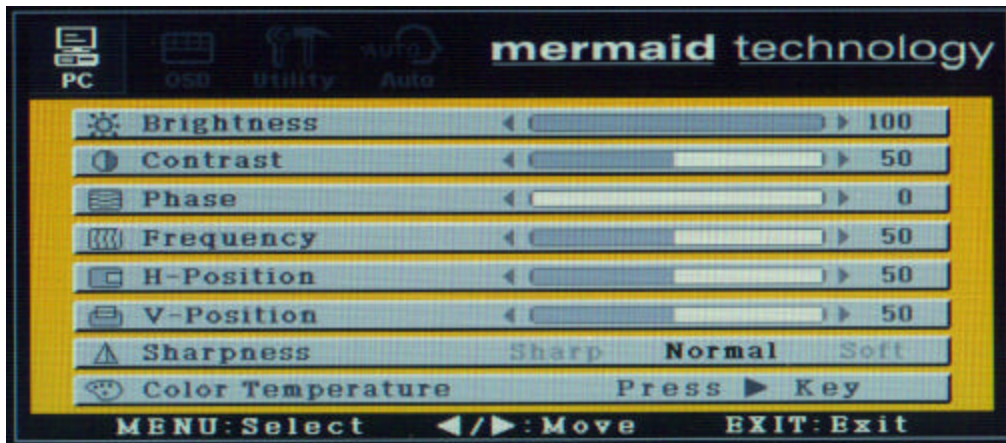 mermaid technology
PC OSD Utility Auto
Brightness 100
Contrast 50
Phase 0
Frequency 50
H-Position 50
V-Position 50
Sharpness Sharp Normal Soft
Color Temperature Press ▶ Key
MENU:Select ◀/▶:Move EXIT:Exit